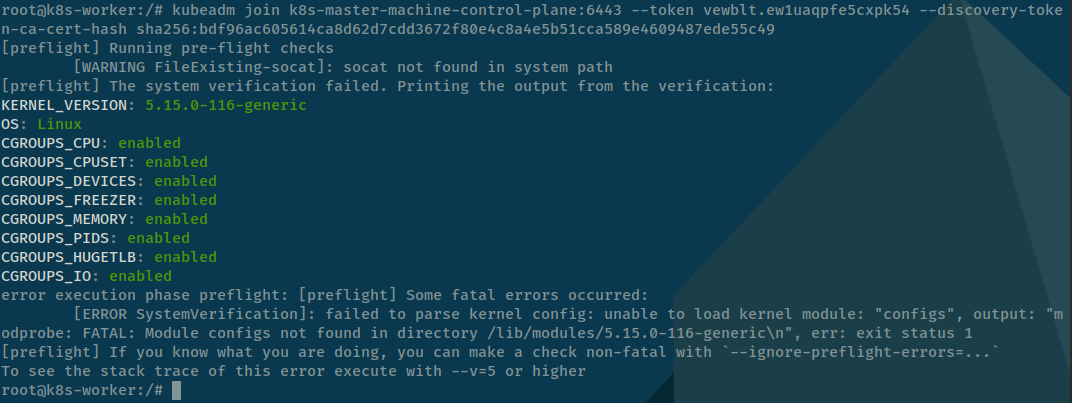 root@k8s-worker:/# kubeadm join k8s-master-machine-control-plane:6443 --token vewblt.ew1uaqpfe5cxpk54 --discovery-toke
n-ca-cert-hash sha256:bdf96ac605614ca8d62d7cdd3672f80e4c8a4e5b51cca589e4609487ede55c49
[preflight] Running pre-flight checks
        [WARNING FileExisting-socat]: socat not found in system path
[preflight] The system verification failed. Printing the output from the verification:
KERNEL_VERSION: 5.15.0-116-generic
OS: Linux
CGROUPS_CPU: enabled
CGROUPS_CPUSET: enabled
CGROUPS_DEVICES: enabled
CGROUPS_FREEZER: enabled
CGROUPS_MEMORY: enabled
CGROUPS_PIDS: enabled
CGROUPS_HUGETLB: enabled
CGROUPS_IO: enabled
error execution phase preflight: [preflight] Some fatal errors occurred:
        [ERROR SystemVerification]: failed to parse kernel config: unable to load kernel module: "configs", output: "m
odprobe: FATAL: Module configs not found in directory /lib/modules/5.15.0-116-generic\n", err: exit status 1
[preflight] If you know what you are doing, you can make a check non-fatal with `--ignore-preflight-errors=...`
To see the stack trace of this error execute with --v=5 or higher
root@k8s-worker:/#